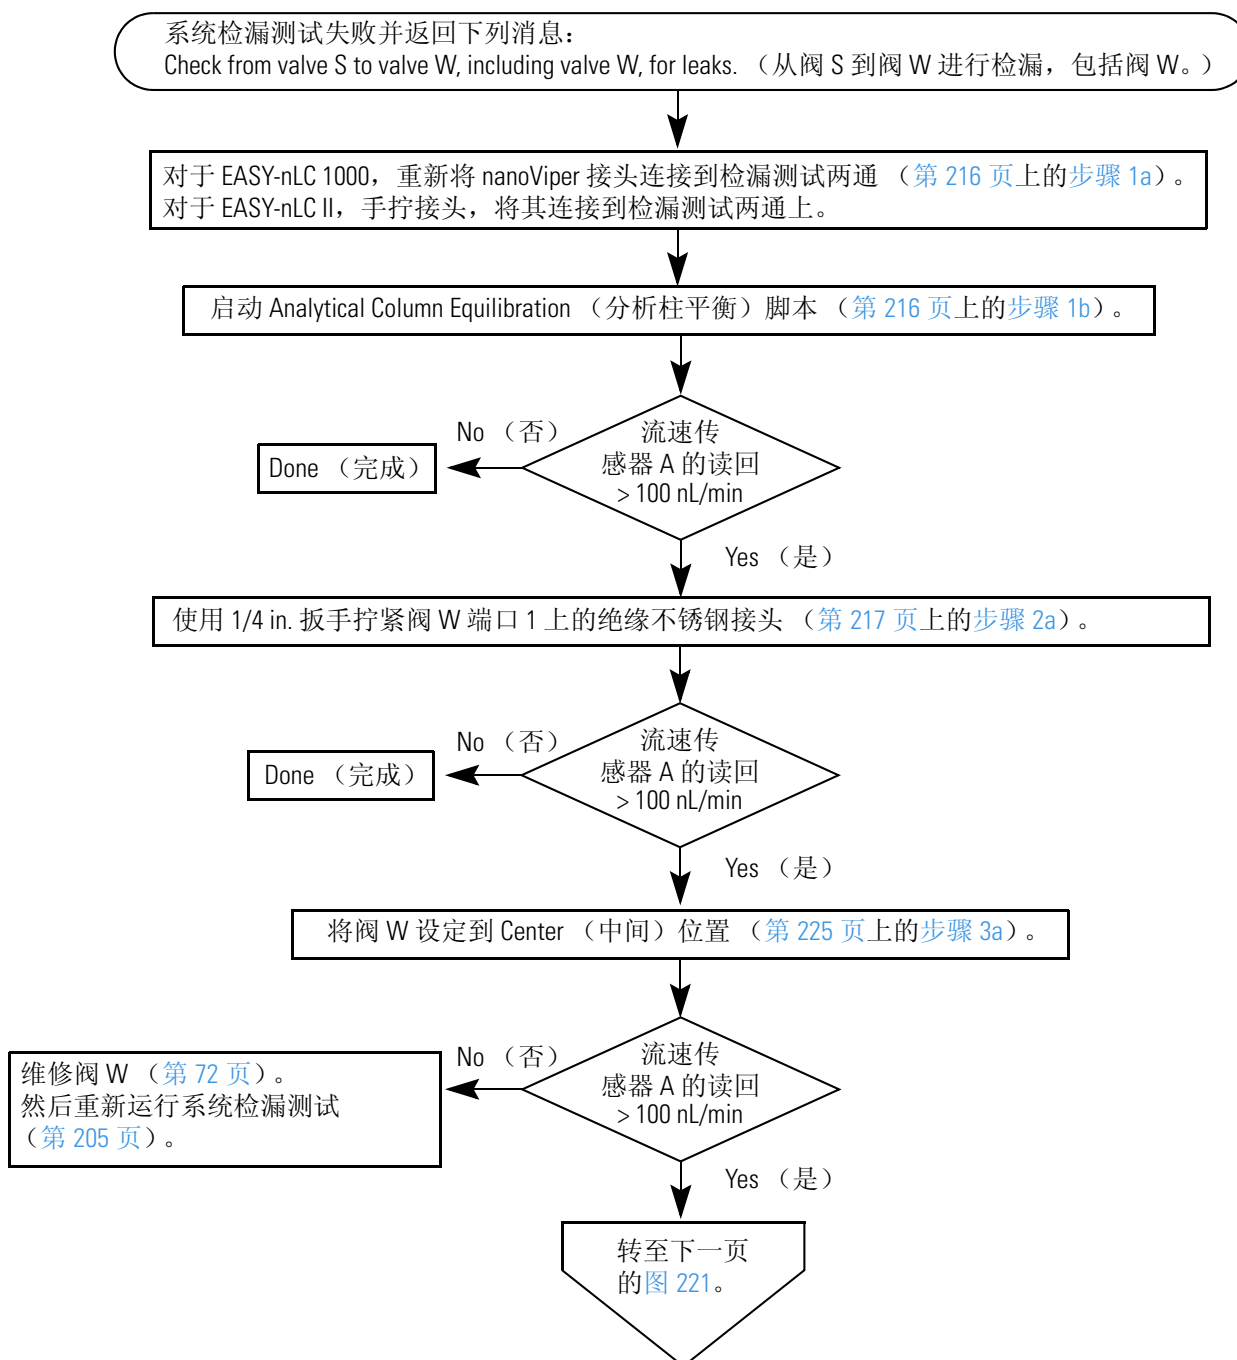 系统检漏测试失败并返回下列消息：
Check from valve S to valve W, including valve W, for leaks. （从阀 S 到阀 W 进行检漏，包括阀 W。）
对于 EASY-nLC 1000，重新将 nanoViper 接头连接到检漏测试两通 （第 216 页上的步骤 1a）。
对于 EASY-nLC II，手拧接头，将其连接到检漏测试两通上。
启动 Analytical Column Equilibration （分析柱平衡）脚本 （第 216 页上的步骤 1b）。
流速传
感器 A 的读回
> 100 nL/min
No （否）
Done （完成）
Yes （是）
使用 1/4 in. 扳手拧紧阀 W 端口 1 上的绝缘不锈钢接头 （第 217 页上的步骤 2a）。
流速传
感器 A 的读回
> 100 nL/min
No （否）
Done （完成）
Yes （是）
将阀 W 设定到 Center （中间）位置 （第 225 页上的步骤 3a）。
流速传
感器 A 的读回
> 100 nL/min
No （否）
维修阀 W （第 72 页）。
然后重新运行系统检漏测试
（第 205 页）。
Yes （是）
转至下一页
的图 221。